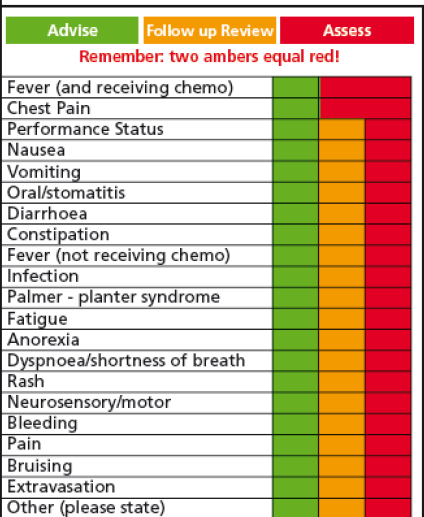 Advise Follow up Review Assess
Remember: two ambers equal red!
Fever (and receiving chemo)
Chest Pain
Performance Status
Nausea
Vomiting
Oral/stomatitis
Diarrhoea
Constipation
Fever (not receiving chemo)
Infection
Palmer - planter syndrome
Fatigue
Anorexia
Dyspnoea/shortness of breath
Rash
Neurosensory/motor
Bleeding
Pain
Bruising
Extravasation
Other (please state)